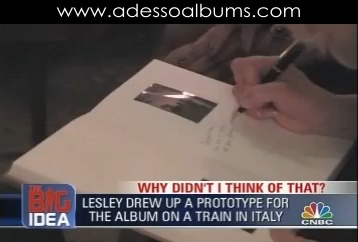 www.adessoalbums.com
WHY DIDN'T I THINK OF THAT?
THE BIG
IDEA
LESLEY DREW UP A PROTOTYPE FOR
THE ALBUM ON A TRAIN IN ITALY
CNBC